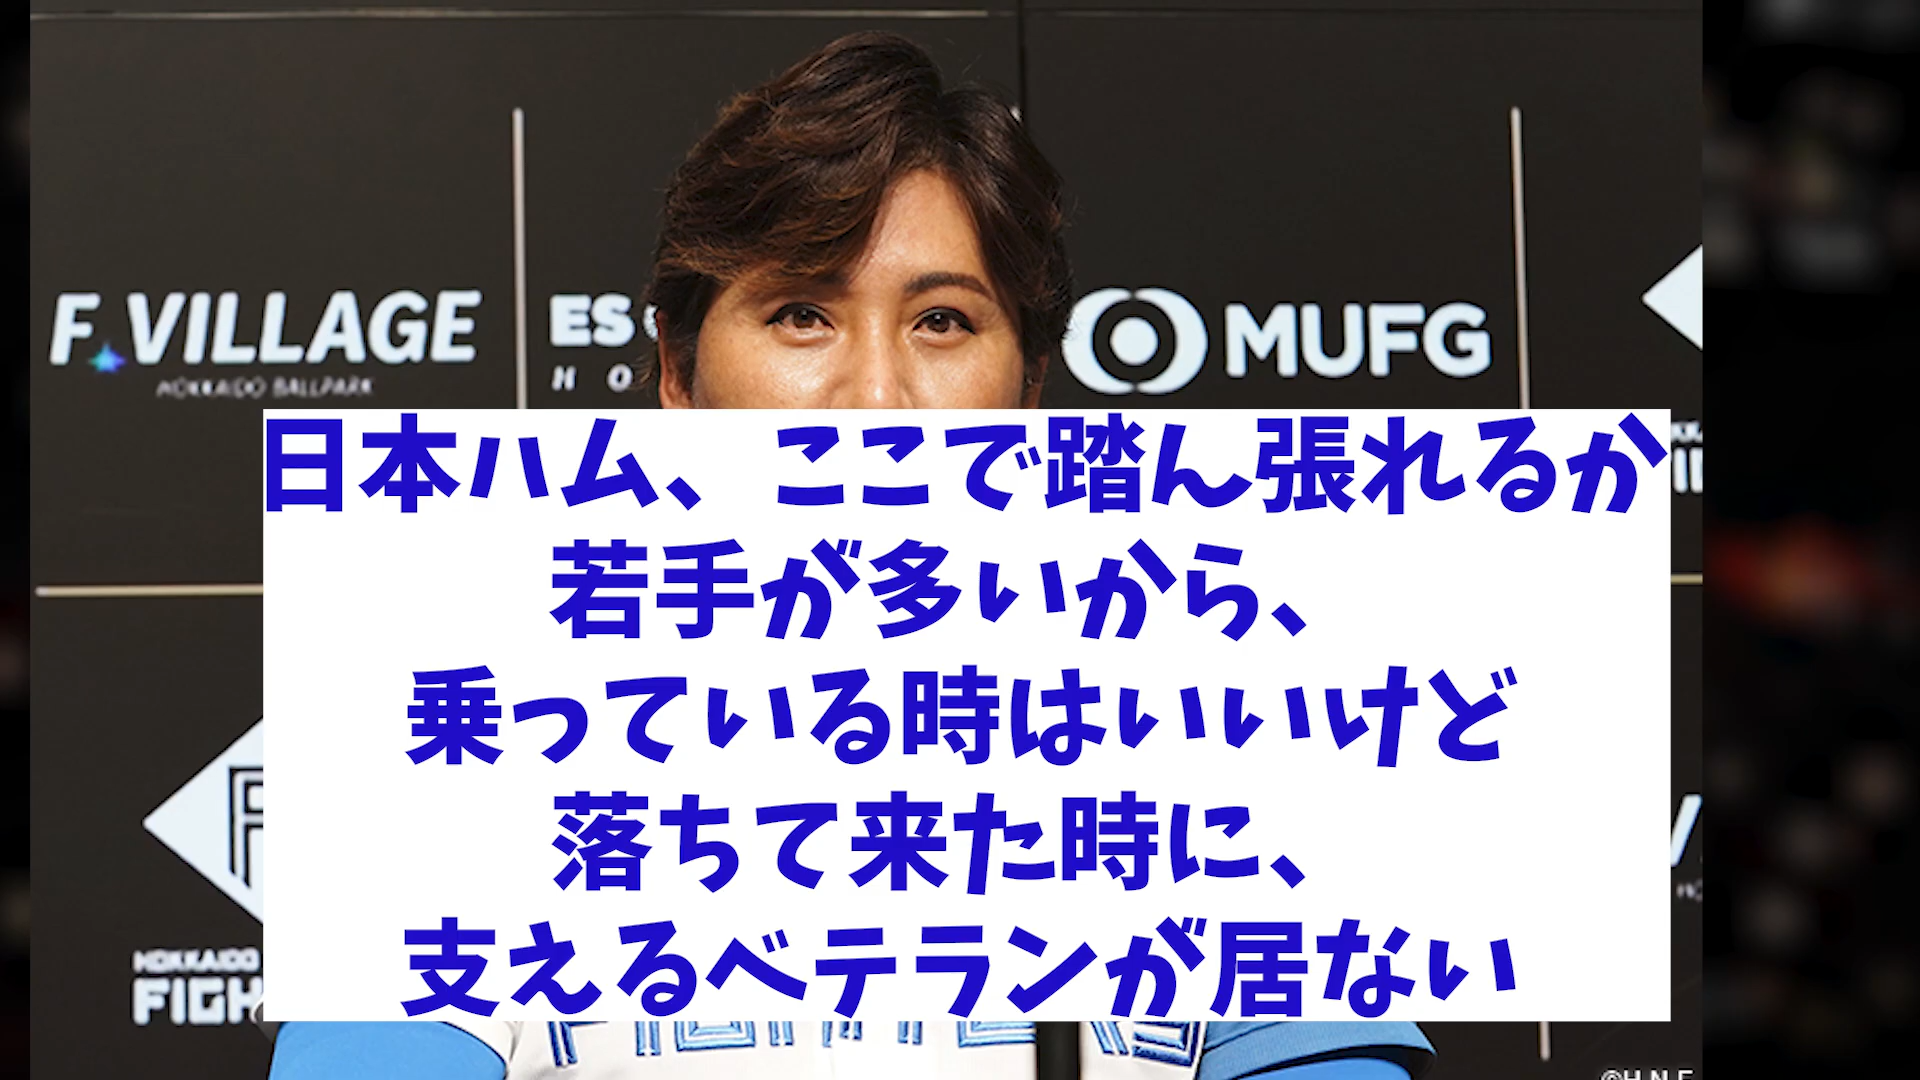 F VILLAGE
HOKKAIDO BALLPARK
ES
H O
MUFG
日本ハム、ここで踏ん張れるか
若手が多いから、
乗っている時はいいけど
落ちて来た時に、
支えるベテランが居ない
HOKKAIDO
FIGH
FIGHTERS
©H.N.F